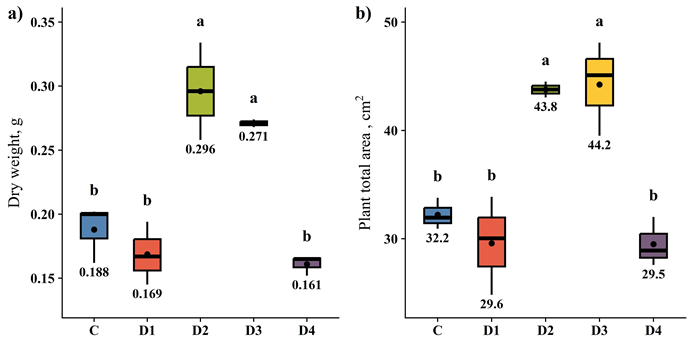 a)
Dry weight, g
0.35
0.30
0.25
0.20
0.15
b
b
a
a
b
0.188
0.169
0.296
0.271
0.161
C D1 D2 D3 D4
b)
Plant total area , cm²
50
40
30
b
b
a
a
b
32.2
29.6
43.8
44.2
29.5
C D1 D2 D3 D4